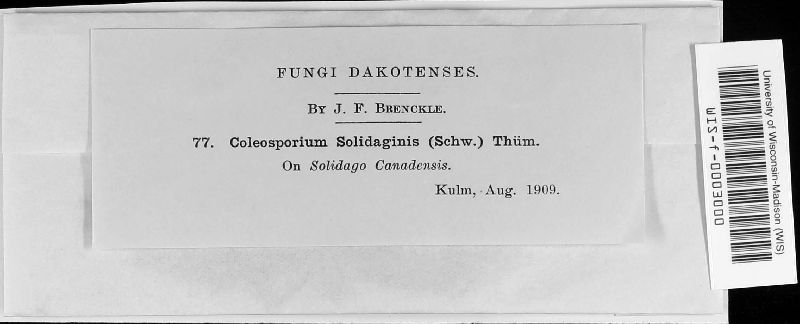 FUNGI DAKOTENSES.
BY J. F. BRENCKLE.
77. Coleosporium Solidaginis (Schw.) Thüm.
On Solidago Canadensis.
Kulm, Aug. 1909.
University of Wisconsin-Madison (WIS)
WIS-f-0003000